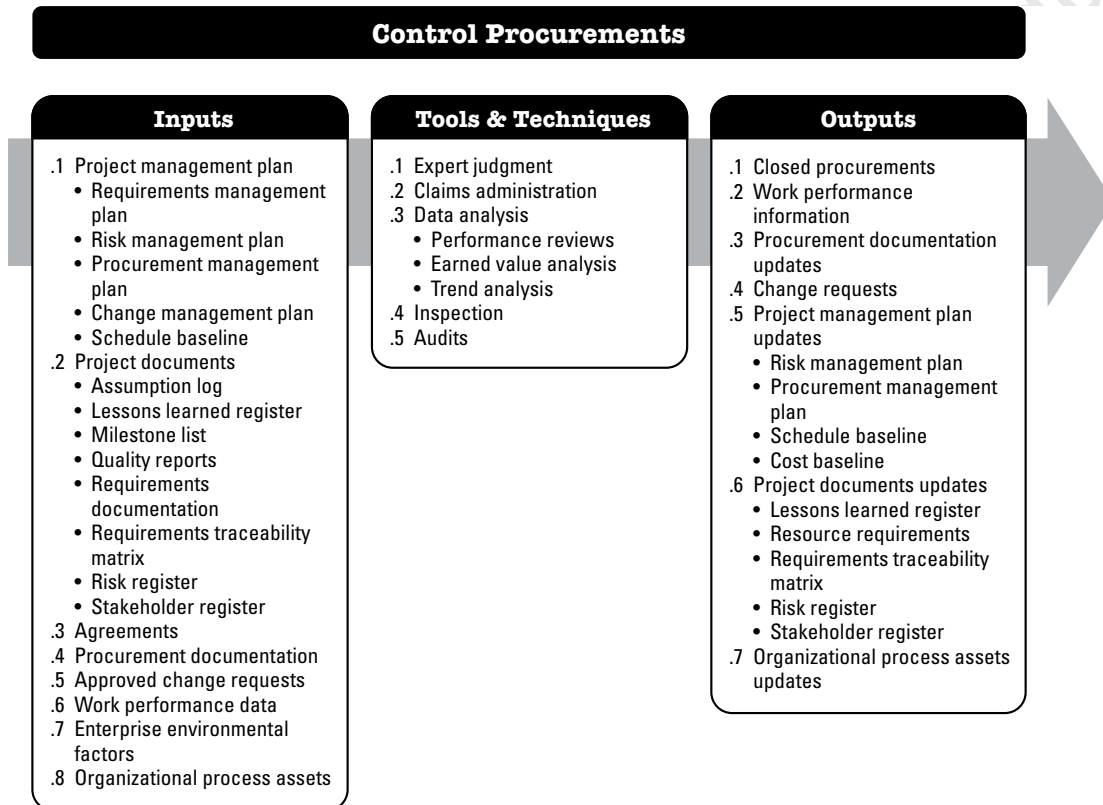 Control Procurements
Inputs
.1 Project management plan
• Requirements management
plan
• Risk management plan
• Procurement management
plan
• Change management plan
• Schedule baseline
.2 Project documents
• Assumption log
• Lessons learned register
• Milestone list
• Quality reports
• Requirements
documentation
• Requirements traceability
matrix
• Risk register
• Stakeholder register
.3 Agreements
.4 Procurement documentation
.5 Approved change requests
.6 Work performance data
.7 Enterprise environmental
factors
.8 Organizational process assets
Tools & Techniques
.1 Expert judgment
.2 Claims administration
.3 Data analysis
• Performance reviews
• Earned value analysis
• Trend analysis
.4 Inspection
.5 Audits
Outputs
.1 Closed procurements
.2 Work performance
information
.3 Procurement documentation
updates
.4 Change requests
.5 Project management plan
updates
• Risk management plan
• Procurement management
plan
• Schedule baseline
• Cost baseline
.6 Project documents updates
• Lessons learned register
• Resource requirements
• Requirements traceability
matrix
• Risk register
• Stakeholder register
.7 Organizational process assets
updates